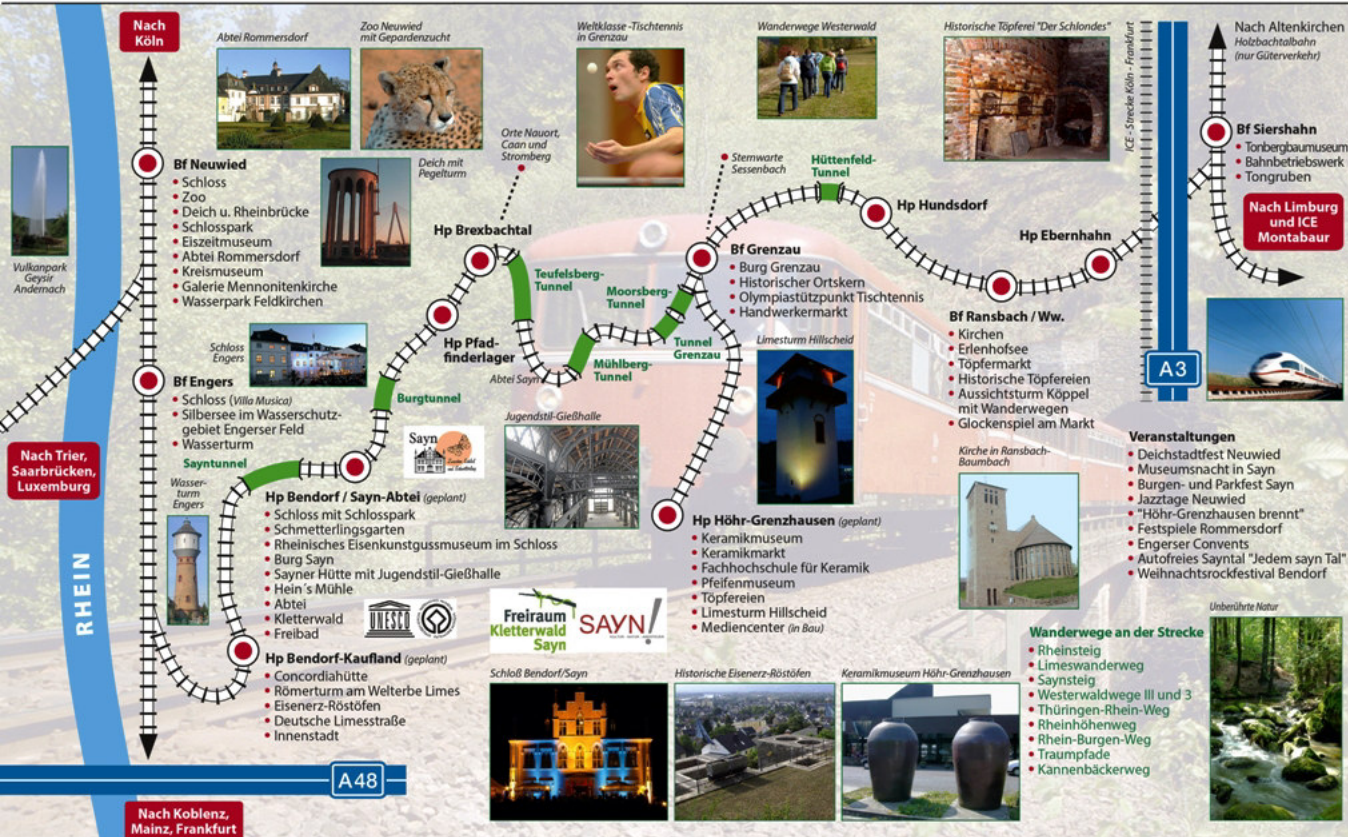 Nach
Köln
Abtei Rommersdorf
Zoo Neuwied
mit Gepardenzucht
Weltklasse -Tischtennis
in Grenzau
Wanderwege Westerwald
Historische Töpferei "Der Schlondes"
ICE - Strecke Köln - Frankfurt
Nach Altenkirchen
Holzbachtalbahn
(nur Güterverkehr)
Bf Siershahn
• Tonbergbaumuseum
• Bahnbetriebswerk
• Tongruben
Nach Limburg
und ICE
Montabaur
Vulkanpark
Geysir
Andernach
Bf Neuwied
• Schloss
• Zoo
• Deich u. Rheinbrücke
• Schlosspark
• Eiszeitmuseum
• Abtei Rommersdorf
• Kreismuseum
• Galerie Mennonitenkirche
• Wasserpark Feldkirchen
Deich mit
Pegelturm
Orte Nauort,
Caan und
Stromberg
Hp Brexbachtal
Teufelsberg-
Tunnel
Moorsberg-
Tunnel
Sternwarte
Sessenbach
Hüttenfeld-
Tunnel
Hp Hundsdorf
Hp Ebernhahn
Bf Grenzau
• Burg Grenzau
• Historischer Ortskern
• Olympiastützpunkt Tischtennis
• Handwerkermarkt
Hp Pfad-
finderlager
Abtei Sayn
Mühlberg-
Tunnel
Tunnel
Grenzau
Limesturm Hillscheid
Bf Ransbach / Ww.
• Kirchen
• Erlenhofsee
• Töpfermarkt
• Historische Töpfereien
• Aussichtsturm Köppel
mit Wanderwegen
• Glockenspiel am Markt
A3
Schloss
Engers
Bf Engers
• Schloss (Villa Musica)
• Silbersee im Wasserschutz-
gebiet Engerser Feld
• Wasserturm
Burgtunnel
Sayn
Jugendstil-Gießhalle
Nach Trier,
Saarbrücken,
Luxemburg
Sayntunnel
Wasser-
turm
Engers
Hp Bendorf / Sayn-Abtei (geplant)
• Schloss mit Schlosspark
• Schmetterlingsgarten
• Rheinisches Eisenkunstgussmuseum im Schloss
• Burg Sayn
• Sayner Hütte mit Jugendstil-Gießhalle
• Hein´s Mühle
• Abtei
• Kletterwald
• Freibad
UNESCO
Freiraum
Kletterwald
Sayn
SAYN!
Hp Höhr-Grenzhausen (geplant)
• Keramikmuseum
• Keramikmarkt
• Fachhochschule für Keramik
• Pfeifenmuseum
• Töpfereien
• Limesturm Hillscheid
• Mediencenter (in Bau)
Kirche in Ransbach-
Baumbach
Veranstaltungen
• Deichstadtfest Neuwied
• Museumsnacht in Sayn
• Burgen- und Parkfest Sayn
• Jazztage Neuwied
• "Höhr-Grenzhausen brennt"
• Festspiele Rommersdorf
• Engerser Convents
• Autofreies Sayntal "Jedem sayn Tal"
• Weihnachtsrockfestival Bendorf
RHEIN
Hp Bendorf-Kaufland (geplant)
• Concordiahütte
• Römerturm am Welterbe Limes
• Eisenerz-Röstöfen
• Deutsche Limesstraße
• Innenstadt
Schloß Bendorf/Sayn
Historische Eisenerz-Röstöfen
Keramikmuseum Höhr-Grenzhausen
Wanderwege an der Strecke
• Rheinsteig
• Limeswanderweg
• Saynsteig
• Westerwaldwege III und 3
• Thüringen-Rhein-Weg
• Rheinhöhenweg
• Rhein-Burgen-Weg
• Traumpfade
• Kannenbäckerweg
Unberührte Natur
A48
Nach Koblenz,
Mainz, Frankfurt